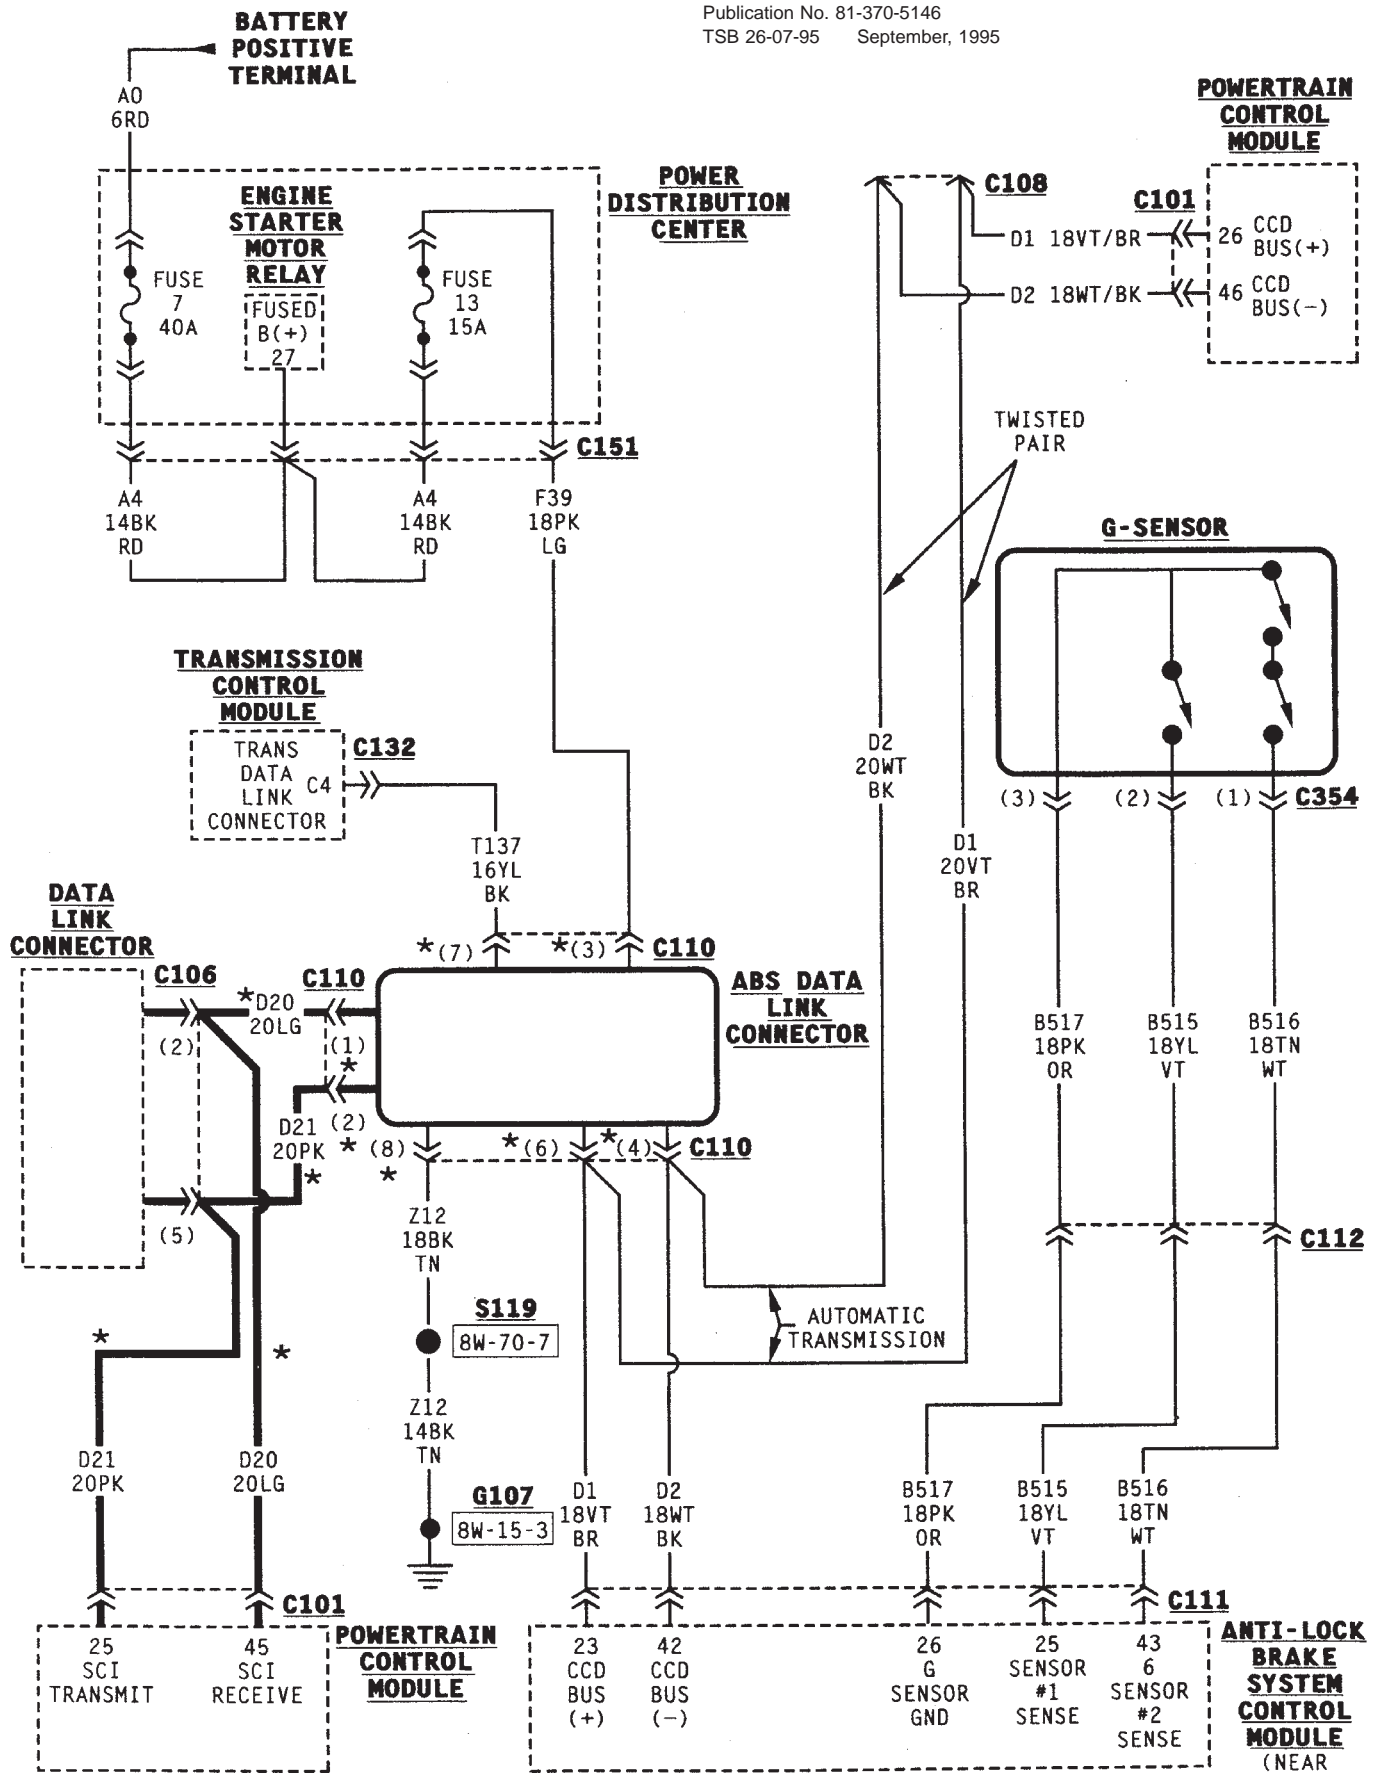 Publication No. 81-370-5146
TSB 26-07-95 September, 1995
BATTERY
POSITIVE
TERMINAL
A0
6RD
POWERTRAIN
CONTROL
MODULE
POWER
DISTRIBUTION
CENTER
ENGINE
STARTER
MOTOR
RELAY
FUSED
B(+)
27
FUSE
7
40A
FUSE
13
15A
C108
C101
D1 18VT/BR
26 CCD
BUS(+)
D2 18WT/BK
46 CCD
BUS(−)
C151
A4
14BK
RD
A4
14BK
RD
F39
18PK
LG
TWISTED
PAIR
G-SENSOR
(3)
(2)
(1)
C354
TRANSMISSION
CONTROL
MODULE
TRANS
DATA
LINK
CONNECTOR
C4
C132
T137
16YL
BK
D2
20WT
BK
D1
20VT
BR
DATA
LINK
CONNECTOR
*(7)
*(3)
C110
C106
*D20
20LG
C110
ABS DATA
LINK
CONNECTOR
(2)
(1)
*
D21
20PK
*
(2)
*
(8)
*
*(6)
*(4)
C110
(5)
B517
18PK
OR
B515
18YL
VT
B516
18TN
WT
C112
Z12
18BK
TN
S119
8W-70-7
AUTOMATIC
TRANSMISSION
*
*
Z12
14BK
TN
D21
20PK
D20
20LG
G107
8W-15-3
D1
18VT
BR
D2
18WT
BK
B517
18PK
OR
B515
18YL
VT
B516
18TN
WT
C101
C111
25
SCI
TRANSMIT
45
SCI
RECEIVE
POWERTRAIN
CONTROL
MODULE
23
CCD
BUS
(+)
42
CCD
BUS
(−)
26
G
SENSOR
GND
25
SENSOR
#1
SENSE
43
6
SENSOR
#2
SENSE
ANTI-LOCK
BRAKE
SYSTEM
CONTROL
MODULE
(NEAR